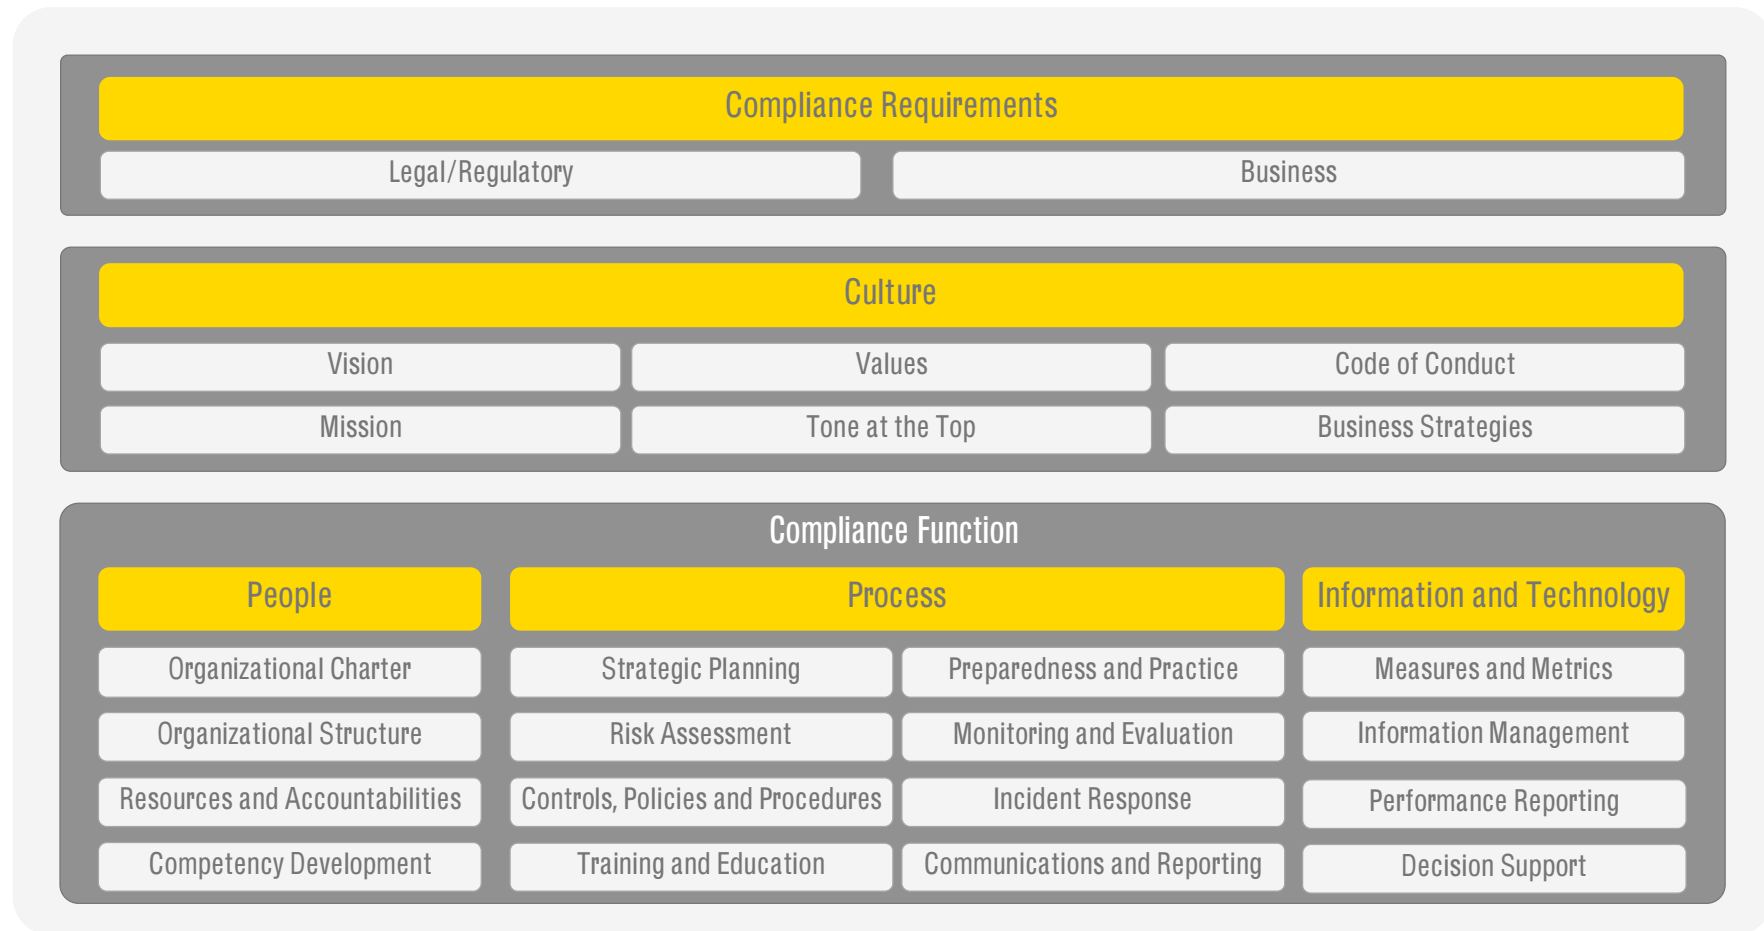 Compliance Requirements
Legal/Regulatory
Business
Culture
Vision
Values
Code of Conduct
Mission
Tone at the Top
Business Strategies
Compliance Function
People
Process
Information and Technology
Organizational Charter
Strategic Planning
Preparedness and Practice
Measures and Metrics
Organizational Structure
Risk Assessment
Monitoring and Evaluation
Information Management
Resources and Accountabilities
Controls, Policies and Procedures
Incident Response
Performance Reporting
Competency Development
Training and Education
Communications and Reporting
Decision Support